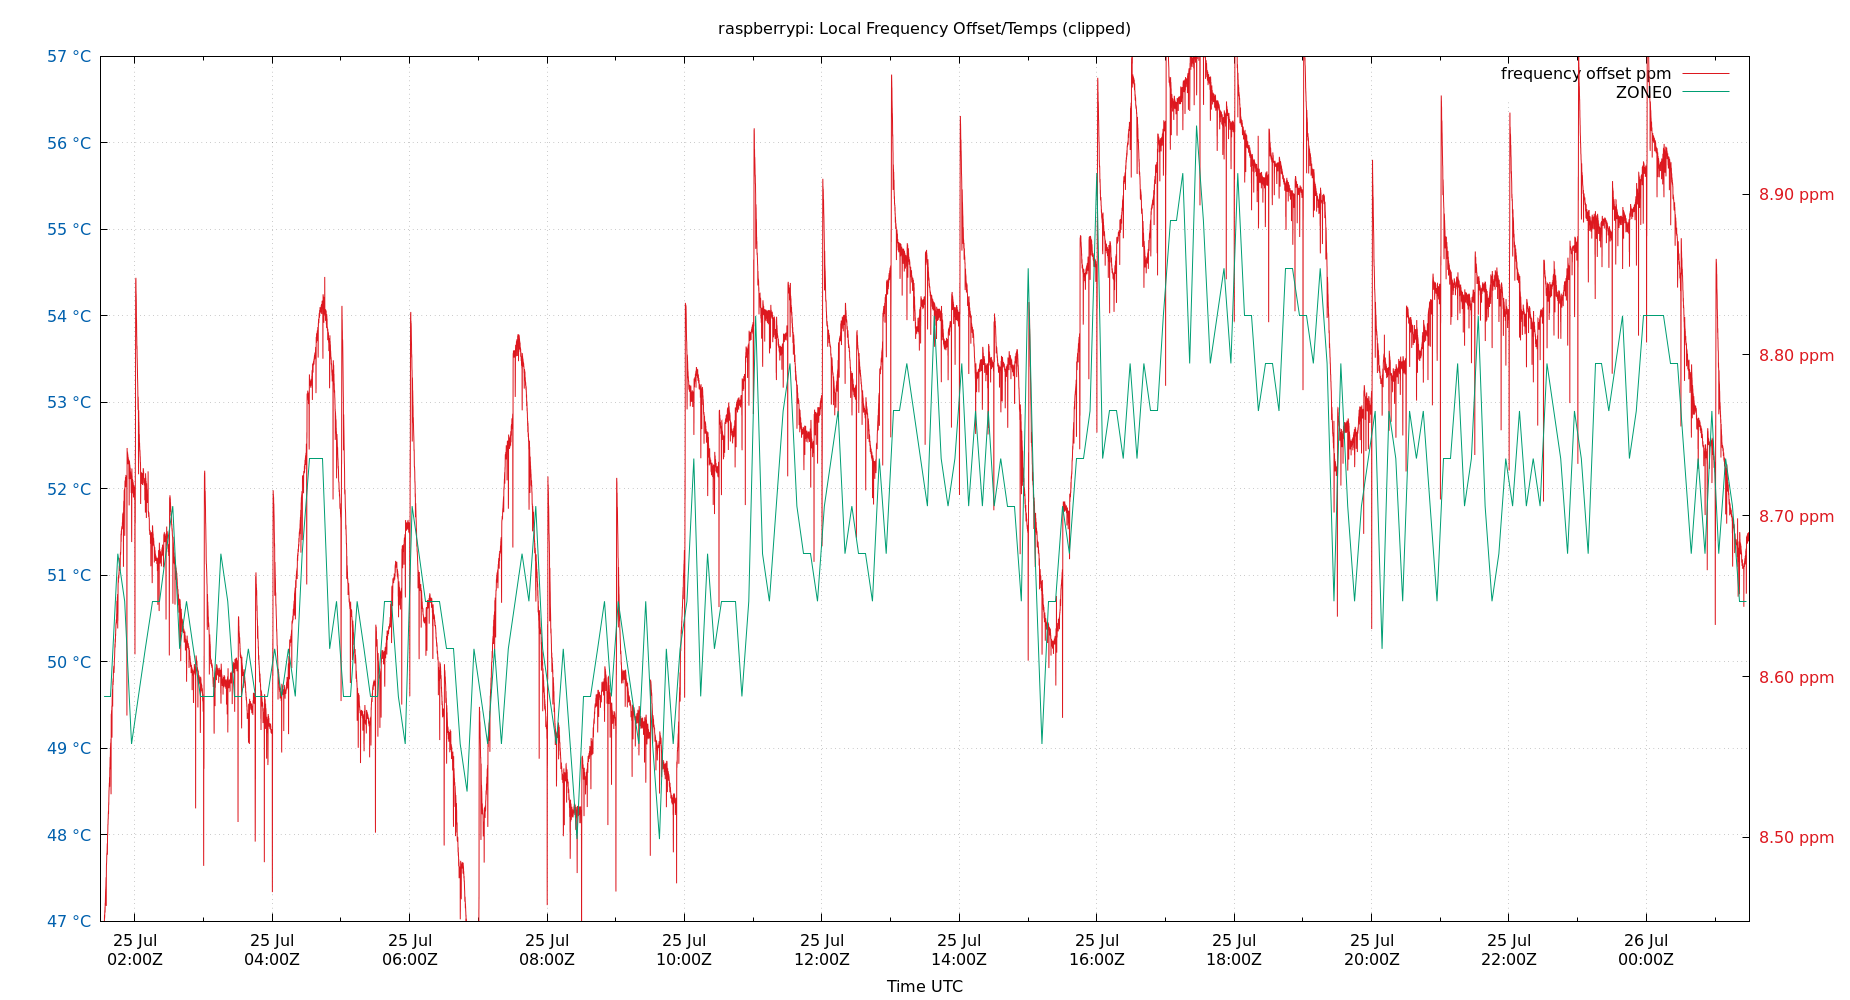 raspberrypi: Local Frequency Offset/Temps (clipped)
57 °C
56 °C
55 °C
54 °C
53 °C
52 °C
51 °C
50 °C
49 °C
48 °C
47 °C
frequency offset ppm
ZONE0
8.90 ppm
8.80 ppm
8.70 ppm
8.60 ppm
8.50 ppm
25 Jul 25 Jul 25 Jul 25 Jul 25 Jul 25 Jul 25 Jul 25 Jul 25 Jul 25 Jul 25 Jul 26 Jul
02:00Z 04:00Z 06:00Z 08:00Z 10:00Z 12:00Z 14:00Z 16:00Z 18:00Z 20:00Z 22:00Z 00:00Z
Time UTC